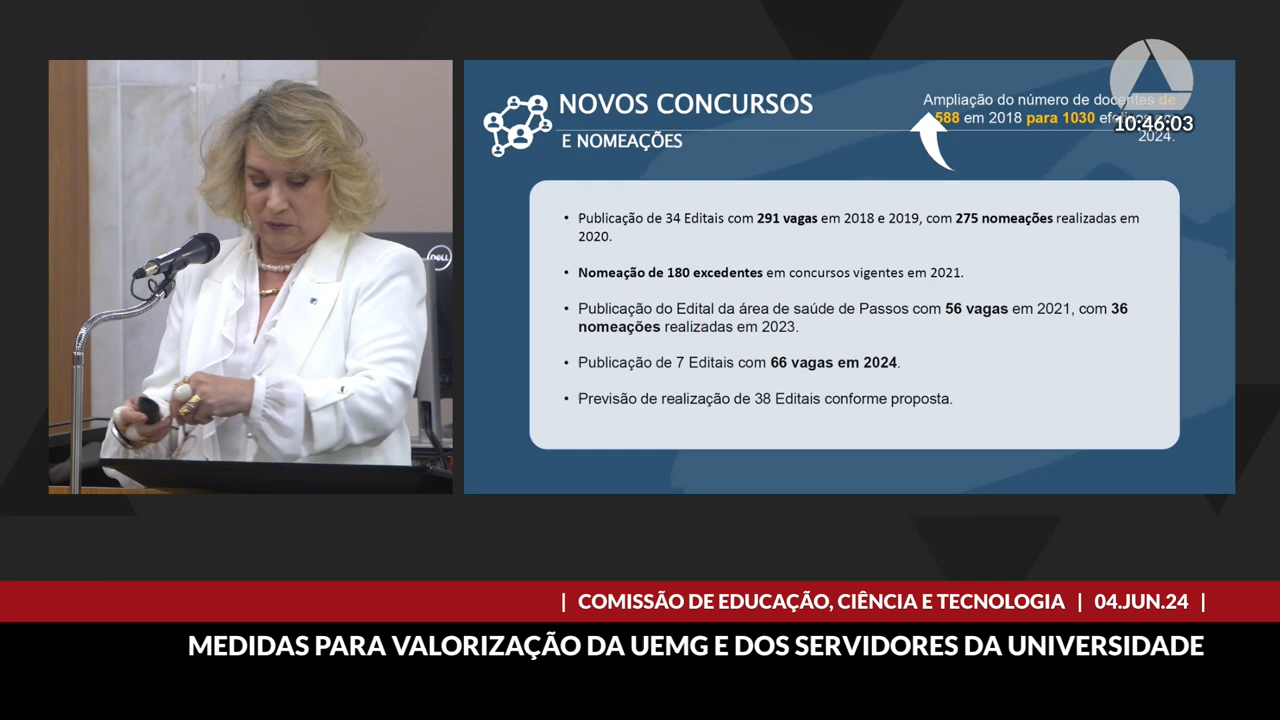 NOVOS CONCURSOS
E NOMEAÇÕES
Ampliação do número de docentes de
588 em 2018 para 1030
2024.
10:46:03
• Publicação de 34 Editais com 291 vagas em 2018 e 2019, com 275 nomeações realizadas em
2020.
• Nomeação de 180 excedentes em concursos vigentes em 2021.
• Publicação do Edital da área de saúde de Passos com 56 vagas em 2021, com 36
nomeações realizadas em 2023.
• Publicação de 7 Editais com 66 vagas em 2024.
• Previsão de realização de 38 Editais conforme proposta.
DELL
| COMISSÃO DE EDUCAÇÃO, CIÊNCIA E TECNOLOGIA | 04.JUN.24 |
MEDIDAS PARA VALORIZAÇÃO DA UEMG E DOS SERVIDORES DA UNIVERSIDADE